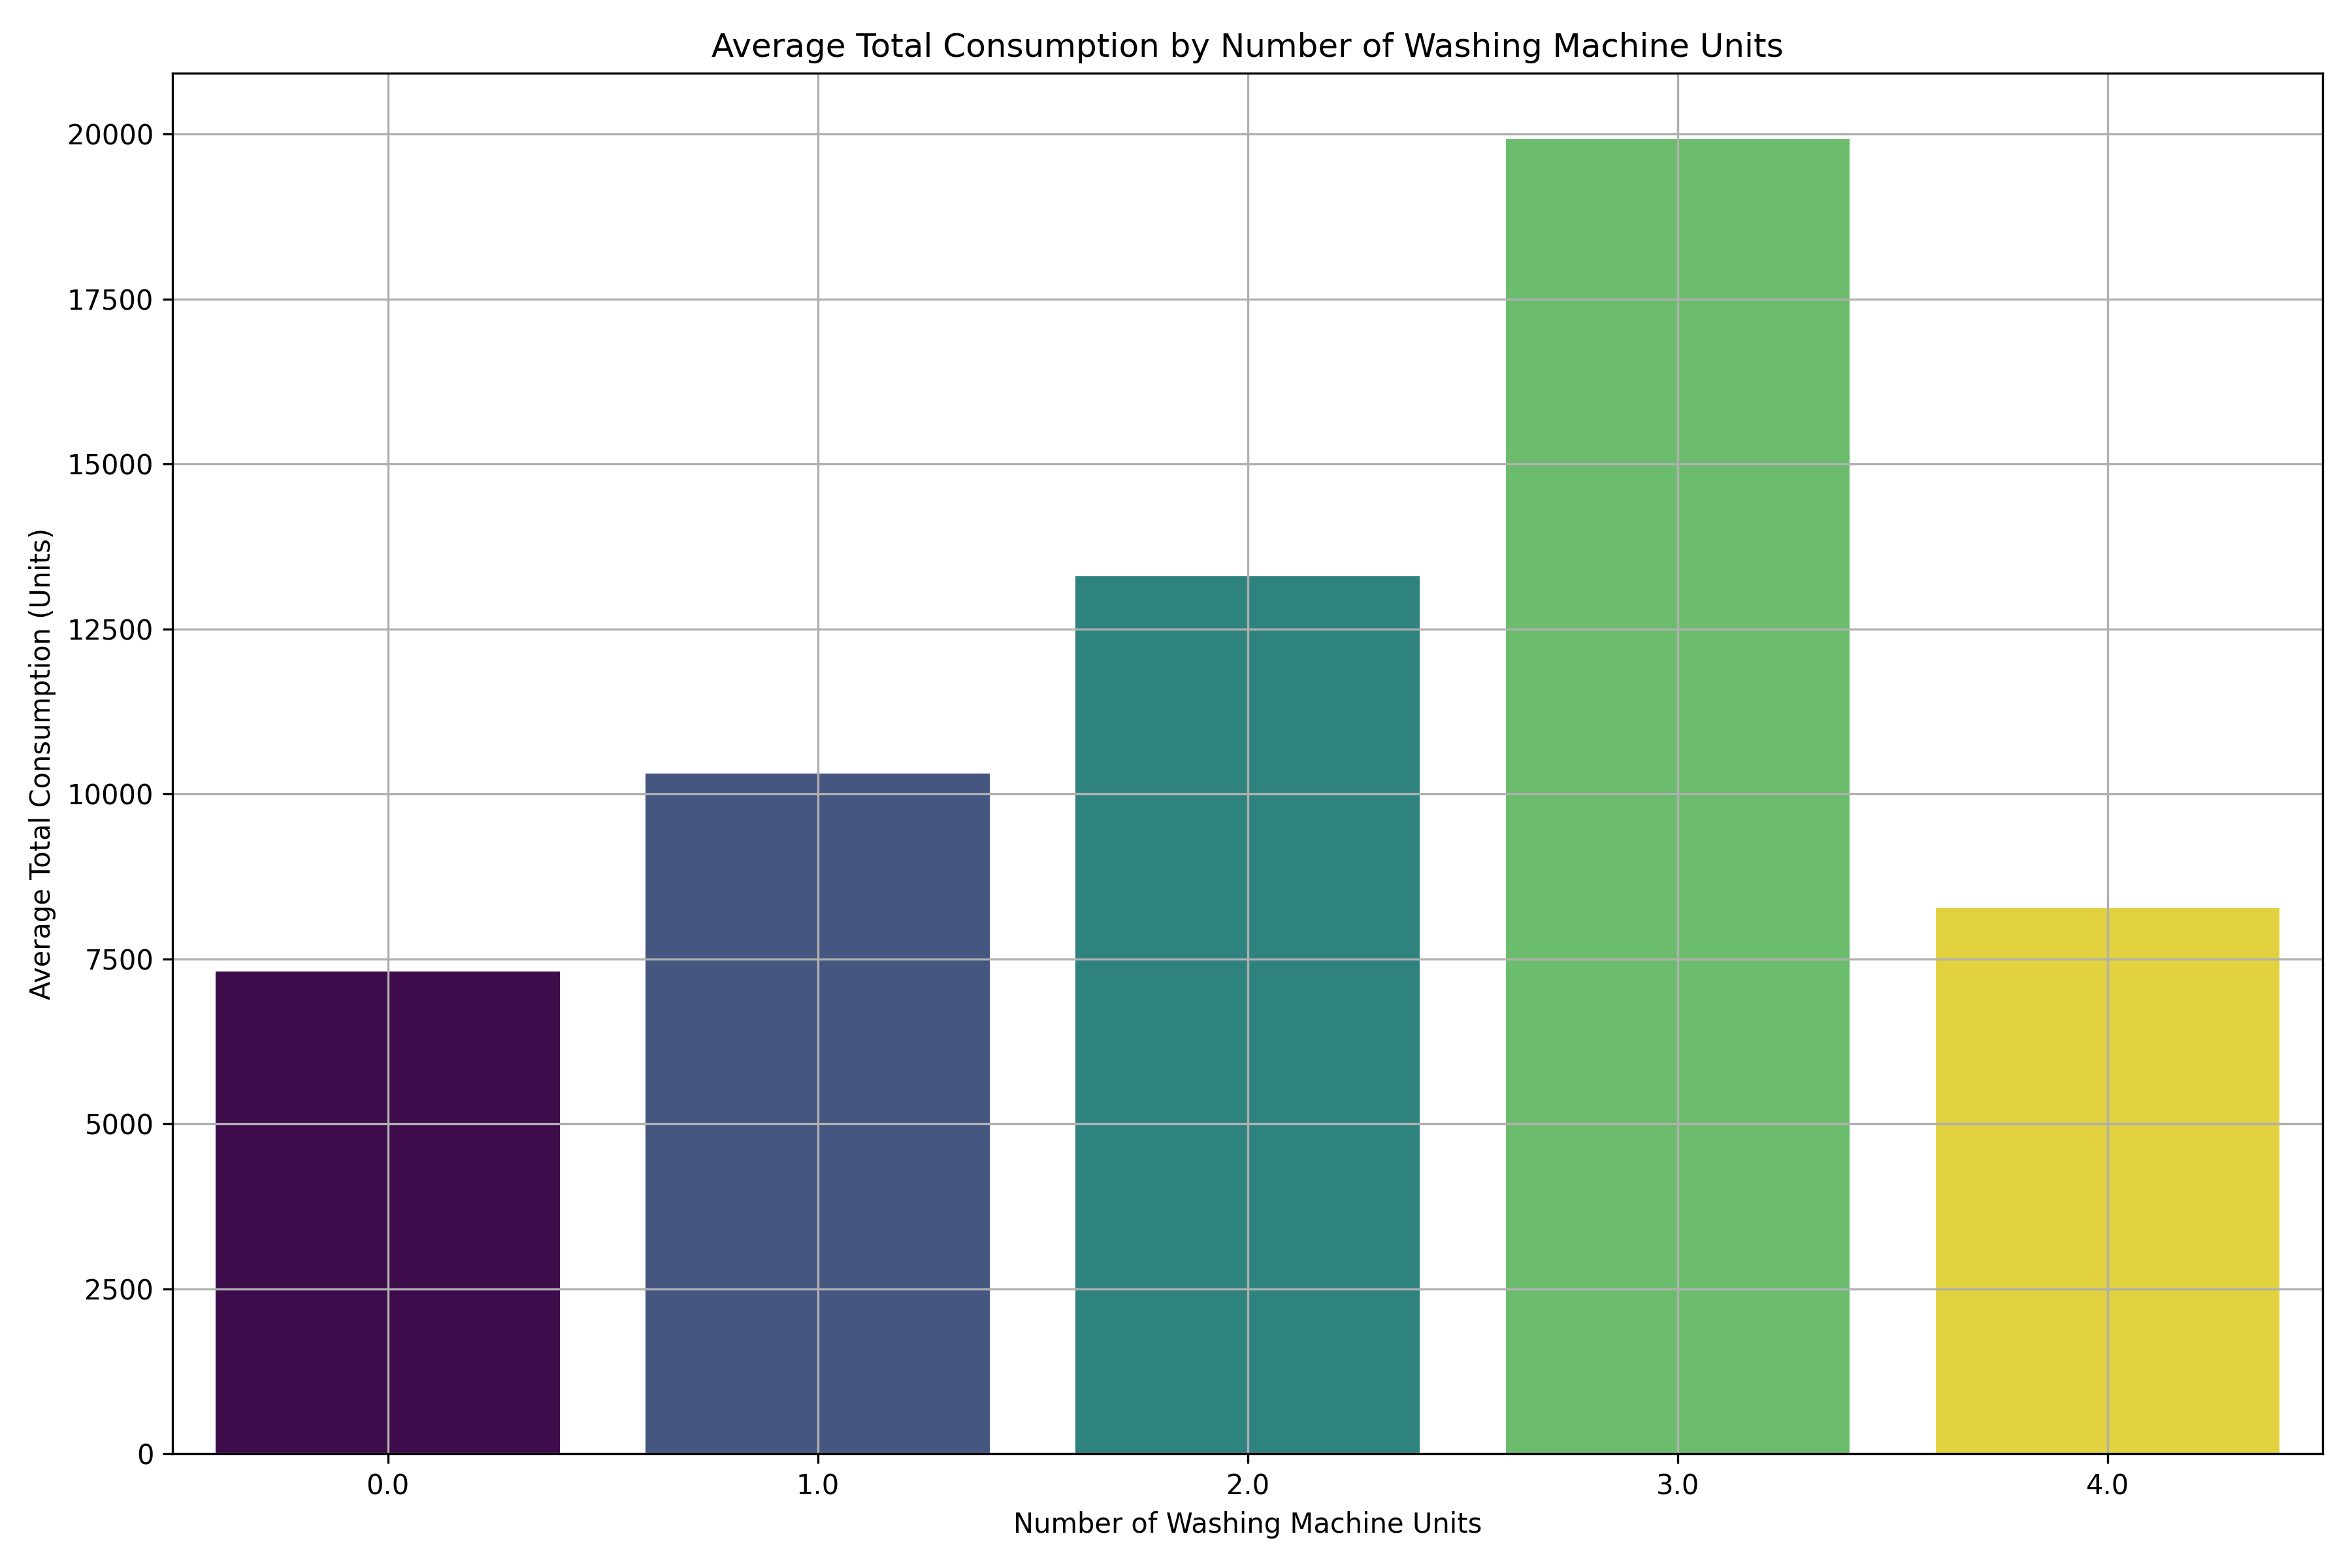 Average Total Consumption by Number of Washing Machine Units
Average Total Consumption (Units)
20000
17500
15000
12500
10000
7500
5000
2500
0
0.0 1.0 2.0 3.0 4.0
Number of Washing Machine Units